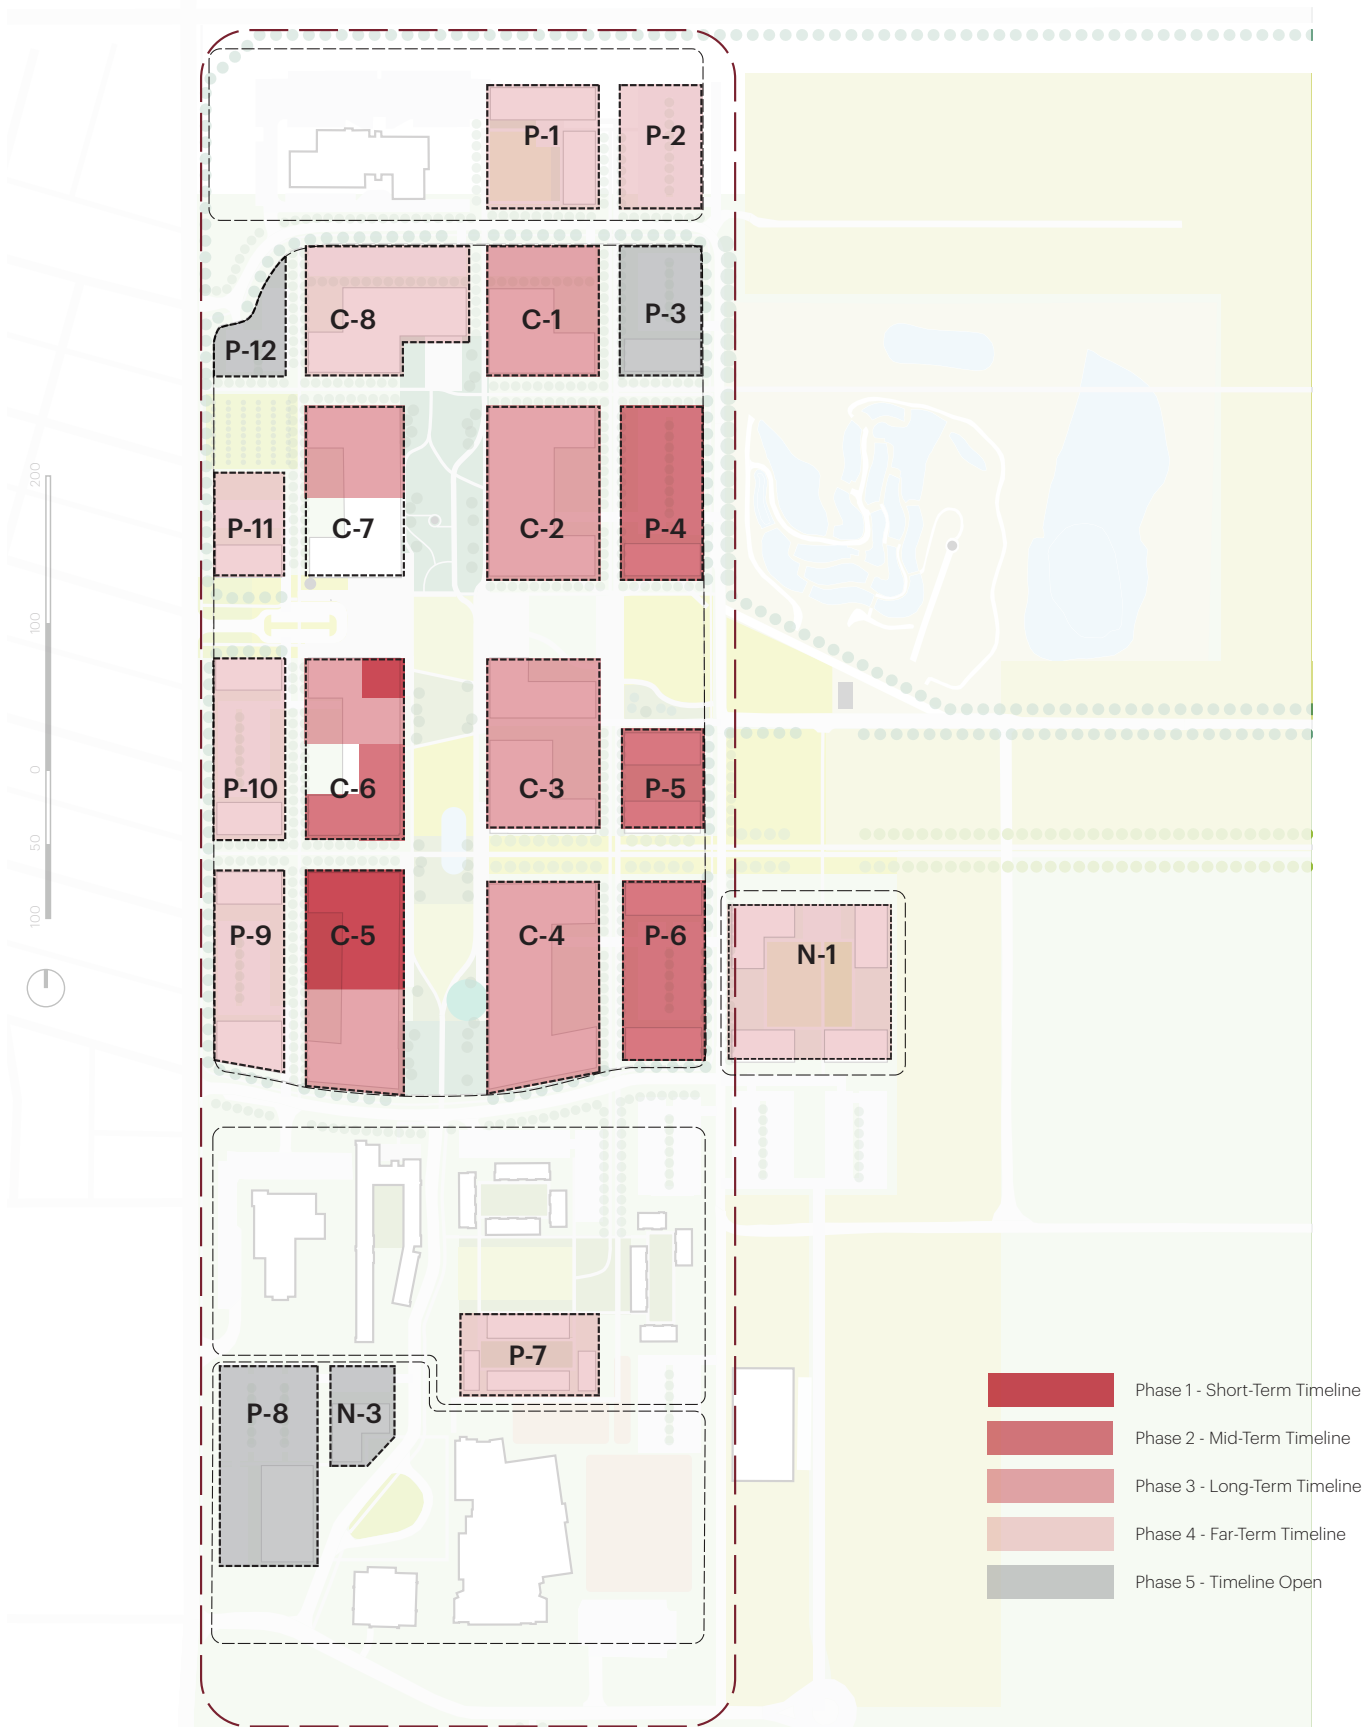 P-1
P-2
C-8
C-1
P-3
P-12
P-11
C-7
C-2
P-4
P-10
C-6
C-3
P-5
P-9
C-5
C-4
P-6
N-1
P-7
P-8
N-3
200
100
0
50
100
Phase 1 - Short-Term Timeline
Phase 2 - Mid-Term Timeline
Phase 3 - Long-Term Timeline
Phase 4 - Far-Term Timeline
Phase 5 - Timeline Open